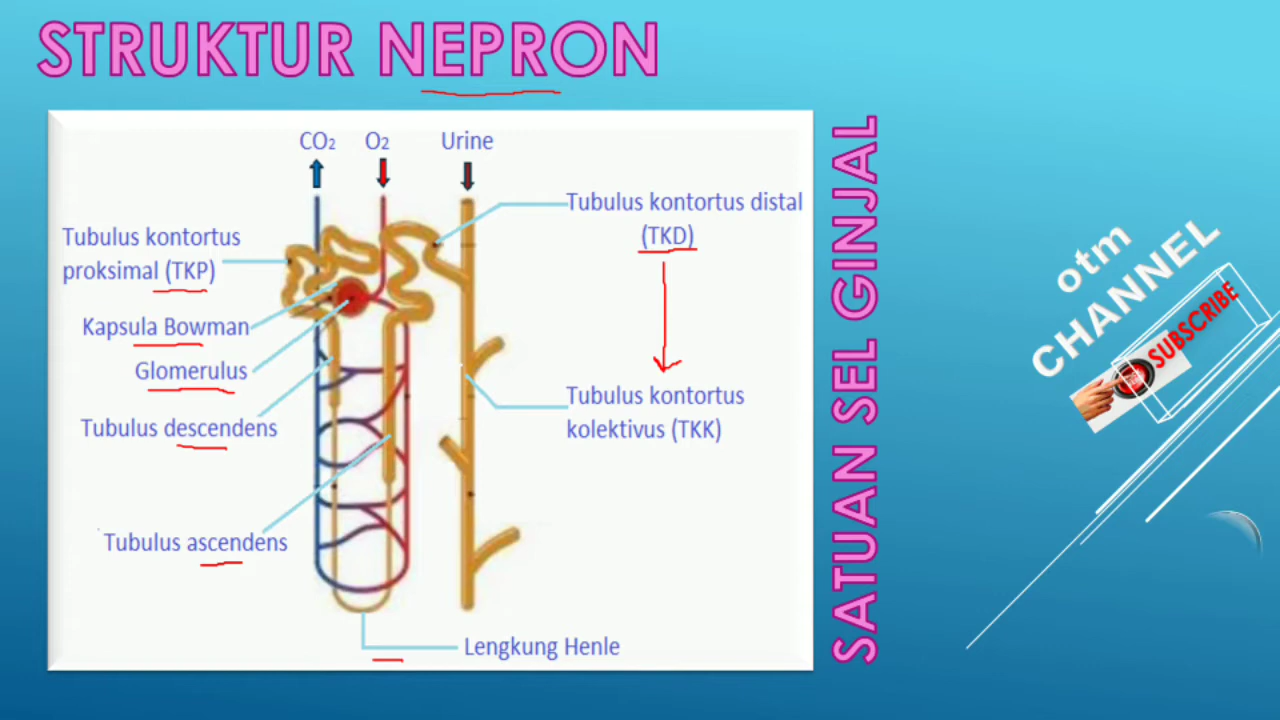 STRUKTUR NEPRON
CO₂
O₂
Urine
Tubulus kontortus distal
(TKD)
Tubulus kontortus
proksimal (TKP)
Kapsula Bowman
Glomerulus
Tubulus descendens
Tubulus kontortus
kolektivus (TKK)
Tubulus ascendens
Lengkung Henle
SATUAN SEL GINJAL
otm
CHANNEL
SUBSCRIBE